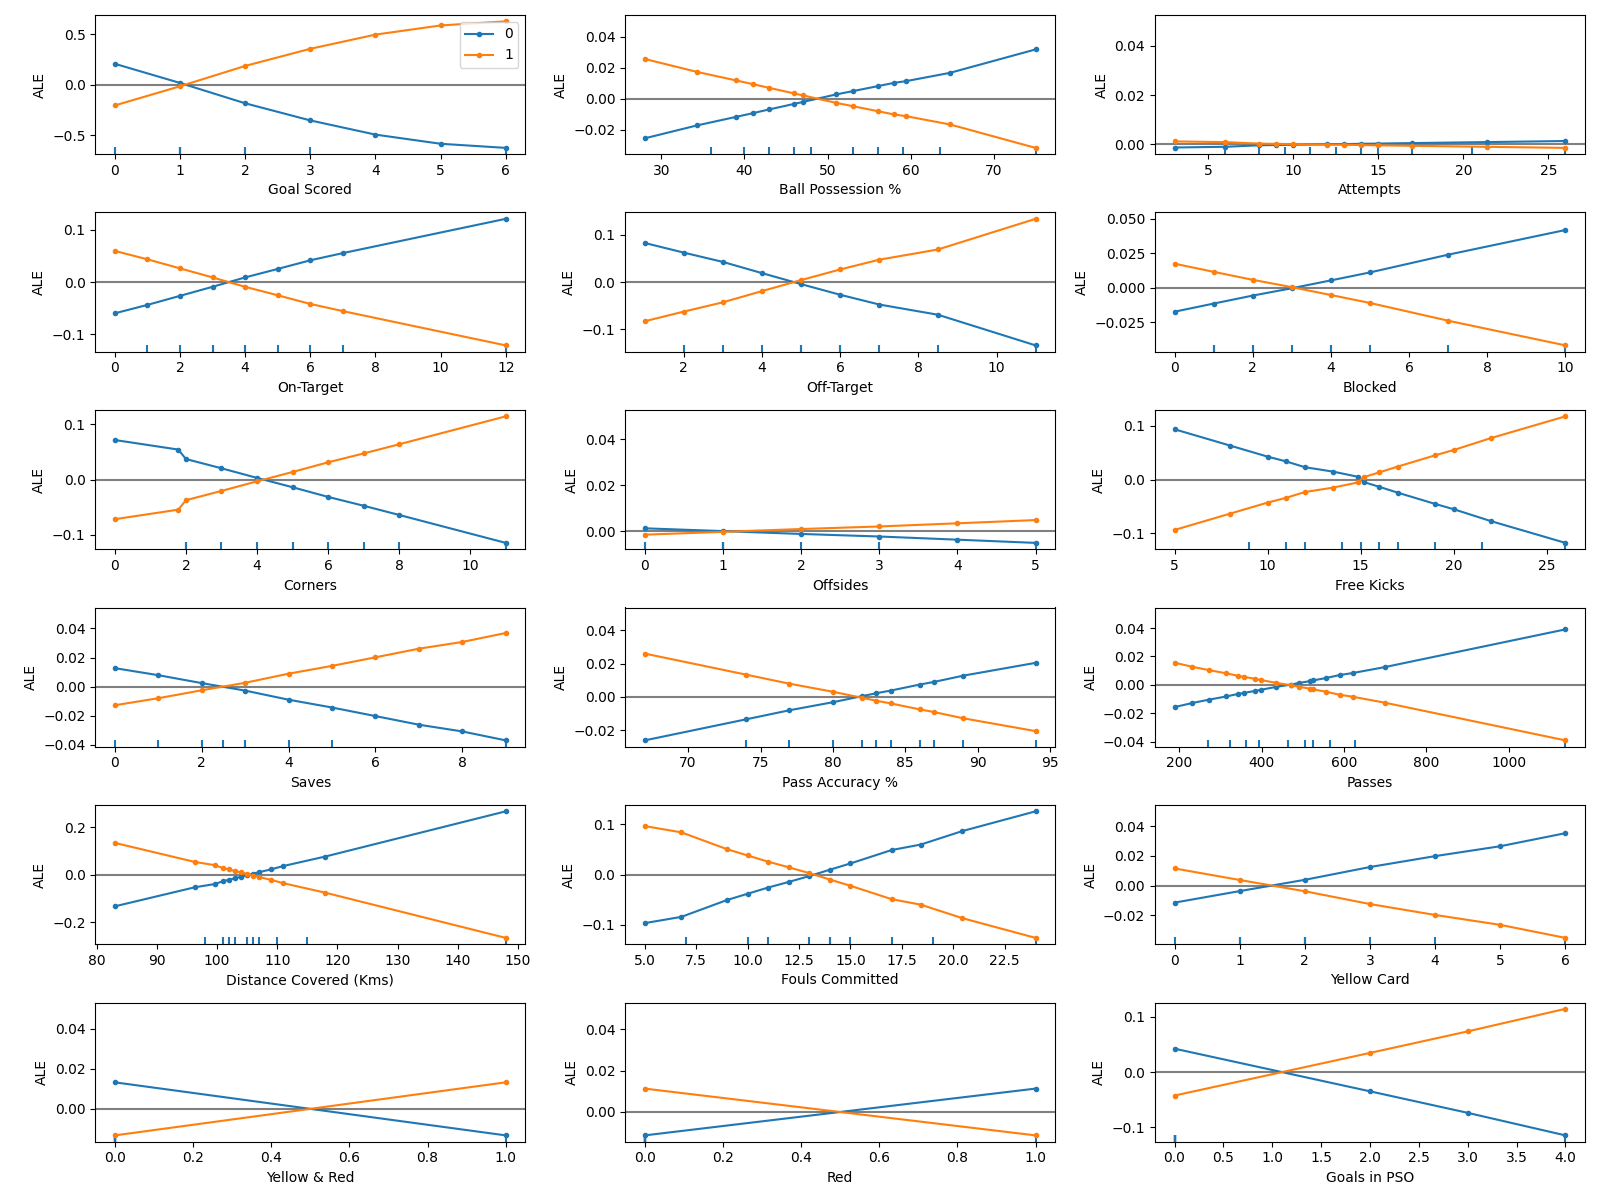 ALE
0.5
0.0
−0.5
0
1
0 1 2 3 4 5 6
Goal Scored
ALE
0.04
0.02
0.00
−0.02
30 40 50 60 70
Ball Possession %
ALE
0.04
0.02
0.00
5 10 15 20 25
Attempts
ALE
0.1
0.0
−0.1
0 2 4 6 8 10 12
On-Target
ALE
0.1
0.0
−0.1
2 4 6 8 10
Off-Target
ALE
0.050
0.025
0.000
−0.025
0 2 4 6 8 10
Blocked
ALE
0.1
0.0
−0.1
0 2 4 6 8 10
Corners
ALE
0.04
0.02
0.00
0 1 2 3 4 5
Offsides
ALE
0.1
0.0
−0.1
5 10 15 20 25
Free Kicks
ALE
0.04
0.02
0.00
−0.02
−0.04
0 2 4 6 8
Saves
ALE
0.04
0.02
0.00
−0.02
70 75 80 85 90 95
Pass Accuracy %
ALE
0.04
0.02
0.00
−0.02
−0.04
200 400 600 800 1000
Passes
ALE
0.2
0.0
−0.2
80 90 100 110 120 130 140 150
Distance Covered (Kms)
ALE
0.1
0.0
−0.1
5.0 7.5 10.0 12.5 15.0 17.5 20.0 22.5
Fouls Committed
ALE
0.04
0.02
0.00
−0.02
0 1 2 3 4 5 6
Yellow Card
ALE
0.04
0.02
0.00
0.0 0.2 0.4 0.6 0.8 1.0
Yellow & Red
ALE
0.04
0.02
0.00
0.0 0.2 0.4 0.6 0.8 1.0
Red
ALE
0.1
0.0
−0.1
0.0 0.5 1.0 1.5 2.0 2.5 3.0 3.5 4.0
Goals in PSO